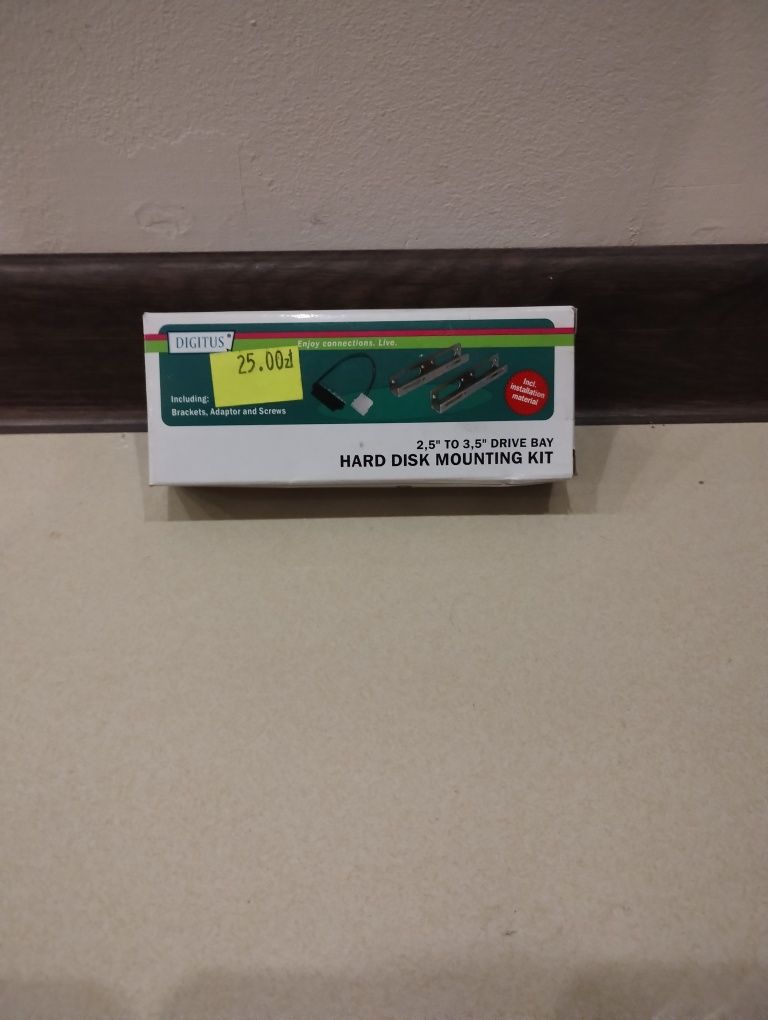 DIGITUS®
Enjoy connections. Live.
25.00zł
Including:
Brackets, Adaptor and Screws
Incl.
installation
material
2,5" TO 3,5" DRIVE BAY
HARD DISK MOUNTING KIT